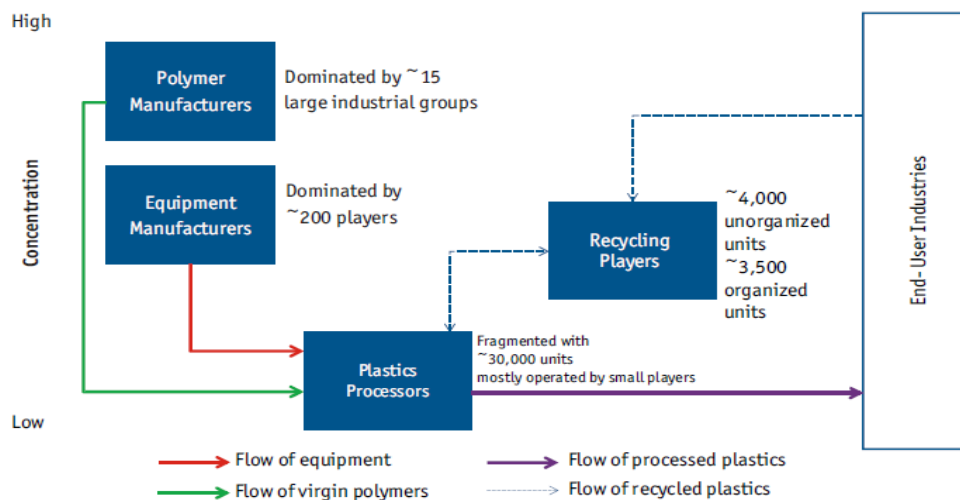 High
Polymer
Manufacturers
Dominated by ~15
large industrial groups
Concentration
Equipment
Manufacturers
Dominated by
~200 players
Recycling
Players
~4,000
unorganized
units
~3,500
organized
units
End- User Industries
Plastics
Processors
Fragmented with
~30,000 units
mostly operated by small players
Low
Flow of equipment
Flow of processed plastics
Flow of virgin polymers
Flow of recycled plastics